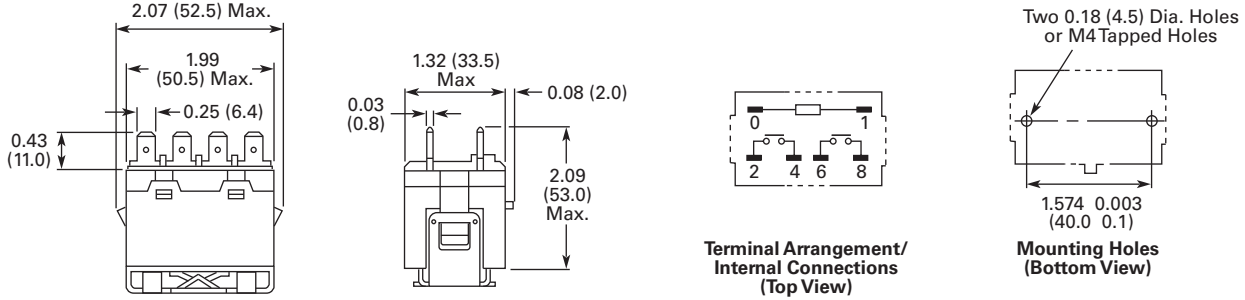 2.07 (52.5) Max.
1.99
(50.5) Max.
0.25 (6.4)
0.43
(11.0)
1.32 (33.5)
Max
0.03
(0.8)
0.08 (2.0)
2.09
(53.0)
Max.
0 1
2 4 6 8
Terminal Arrangement/
Internal Connections
(Top View)
Two 0.18 (4.5) Dia. Holes
or M4 Tapped Holes
1.574 0.003
(40.0 0.1)
Mounting Holes
(Bottom View)